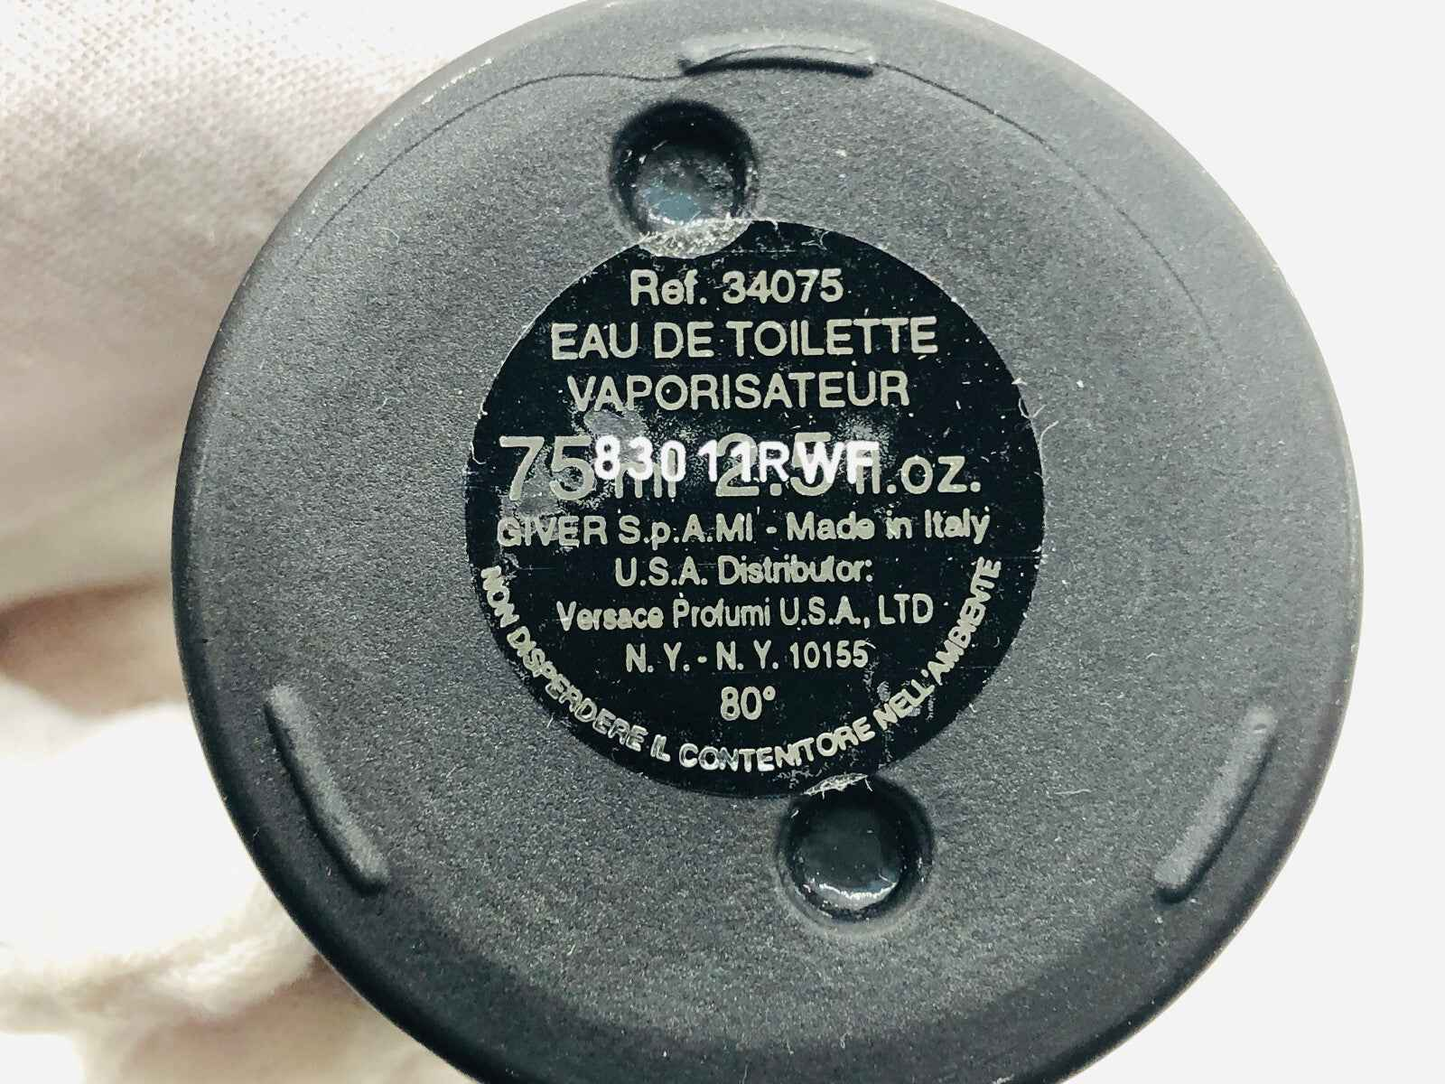 Ref. 34075
EAU DE TOILETTE
VAPORISATEUR
75 ml 2.5 fl.oz.
83011RWF
GIVER S.p.A.MI - Made in Italy
U.S.A. Distributor:
Versace Profumi U.S.A., LTD
N. Y. - N. Y. 10155
80°
NON DISPERDERE IL CONTENITORE NELL'AMBIENTE